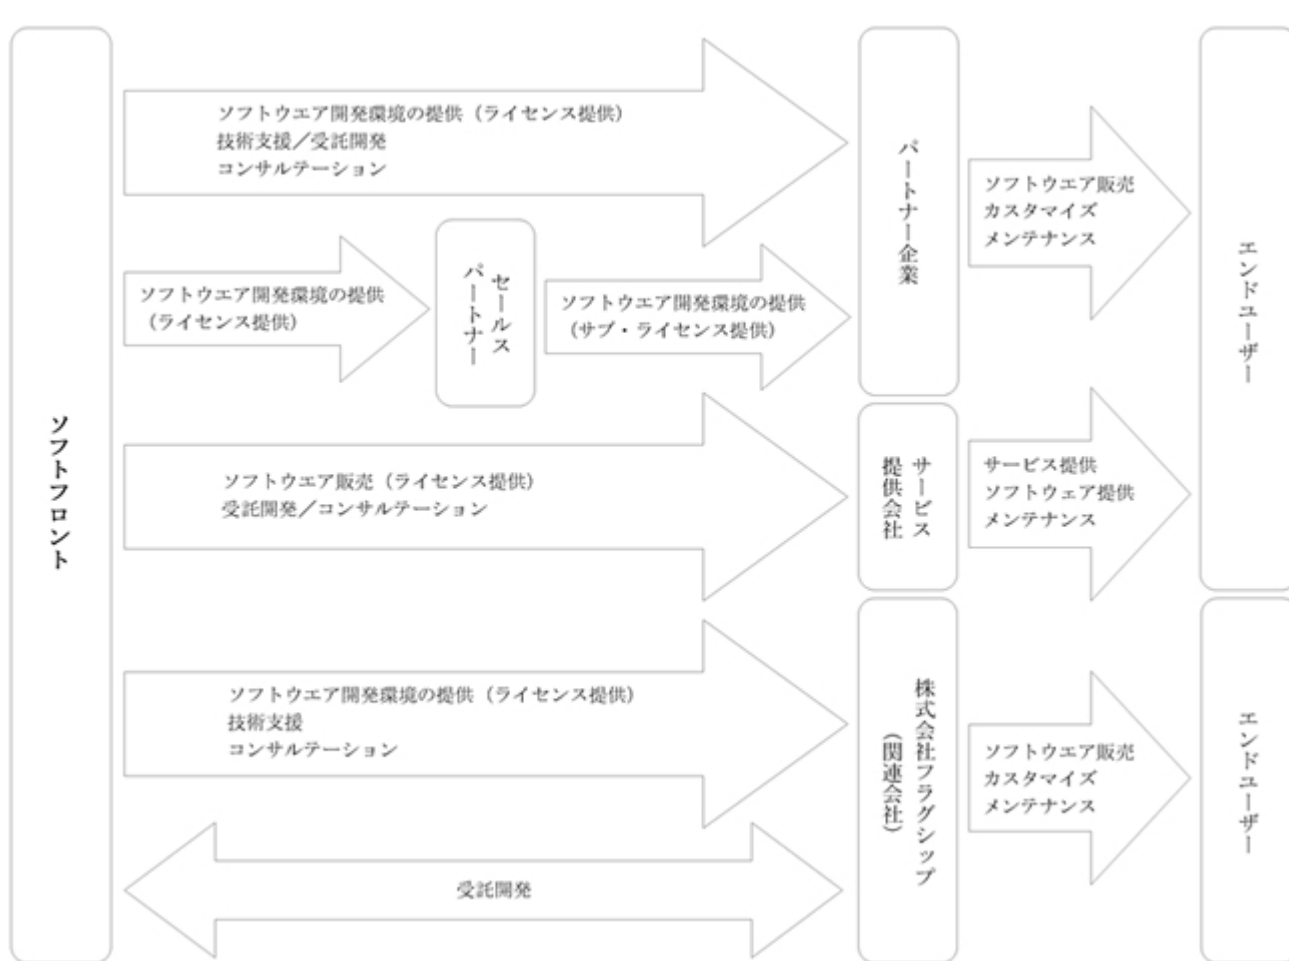 ソフトフロント
ソフトウエア開発環境の提供（ライセンス提供）
技術支援／受託開発
コンサルテーション
パートナー企業
ソフトウエア販売
カスタマイズ
メンテナンス
エンドユーザー
ソフトウエア開発環境の提供
（ライセンス提供）
セールス
パートナー
ソフトウエア開発環境の提供
（サブ・ライセンス提供）
ソフトウエア販売（ライセンス提供）
受託開発／コンサルテーション
サービス
提供会社
サービス提供
ソフトウェア提供
メンテナンス
ソフトウエア開発環境の提供（ライセンス提供）
技術支援
コンサルテーション
株式会社フラグシップ
（関連会社）
ソフトウエア販売
カスタマイズ
メンテナンス
エンドユーザー
受託開発